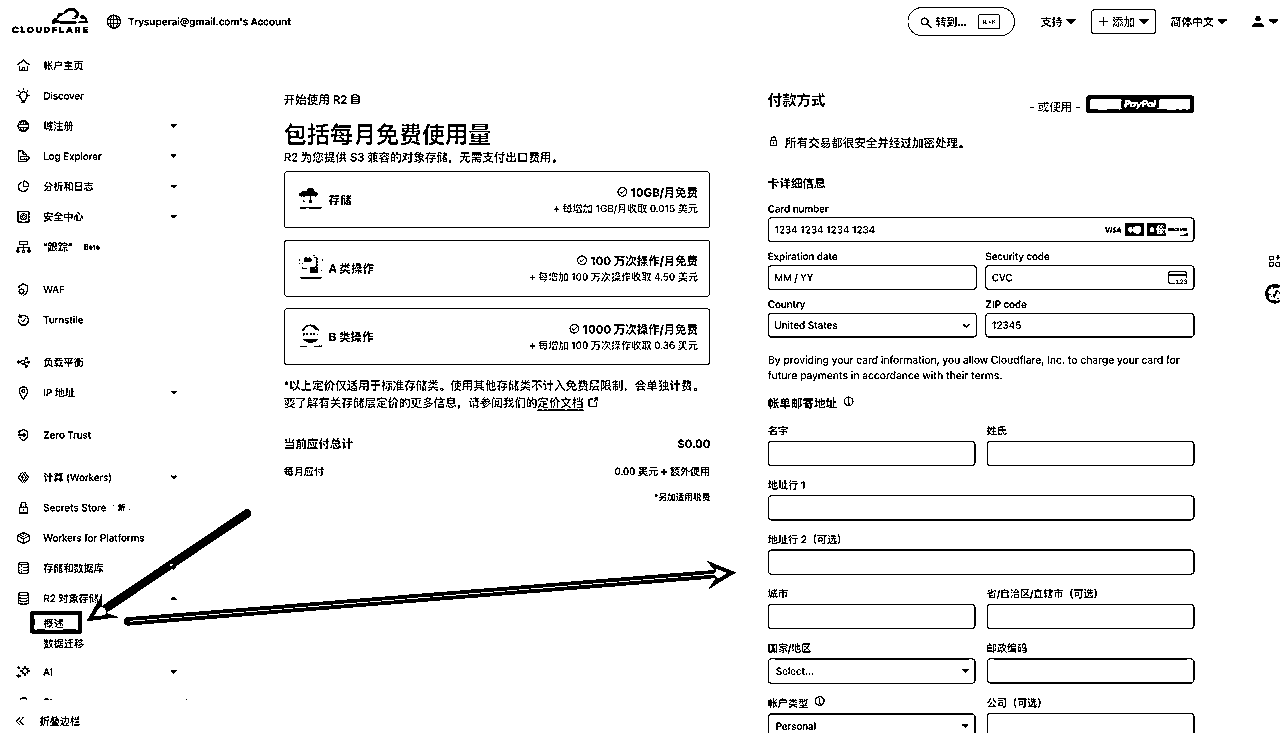 CLOUDFLARE
Trysuperai@gmail.com's Account
转到...
支持
+ 添加
简体中文
帐户主页
Discover
域注册
Log Explorer
分析和日志
安全中心
"跟踪" Beta
WAF
Turnstile
负载平衡
IP 地址
Zero Trust
计算 (Workers)
Secrets Store 新
Workers for Platforms
存储和数据库
R2 对象存储
概述
数据迁移
AI
折叠边栏
开始使用 R2
包括每月免费使用量
R2 为您提供 S3 兼容的对象存储，无需支付出口费用。
存储
10GB/月免费
+ 每增加 1GB/月收取 0.015 美元
A 类操作
100 万次操作/月免费
+ 每增加 100 万次操作收取 4.50 美元
B 类操作
1000 万次操作/月免费
+ 每增加 100 万次操作收取 0.36 美元
*以上定价仅适用于标准存储类。使用其他存储类不计入免费层限制，会单独计费。
要了解有关存储层定价的更多信息，请参阅我们的定价文档
当前应付总计
$0.00
每月应付
0.00 美元 + 额外使用
*另加适用税费
付款方式
- 或使用 -
PayPal
所有交易都很安全并经过加密处理。
卡详细信息
Card number
1234 1234 1234 1234
VISA
Expiration date
Security code
MM / YY
CVC
123
Country
ZIP code
United States
12345
By providing your card information, you allow Cloudflare, Inc. to charge your card for
future payments in accordance with their terms.
帐单邮寄地址
名字
姓氏
地址行 1
地址行 2（可选）
城市
省/自治区/直辖市（可选）
国家/地区
邮政编码
Select...
帐户类型
公司（可选）
Personal